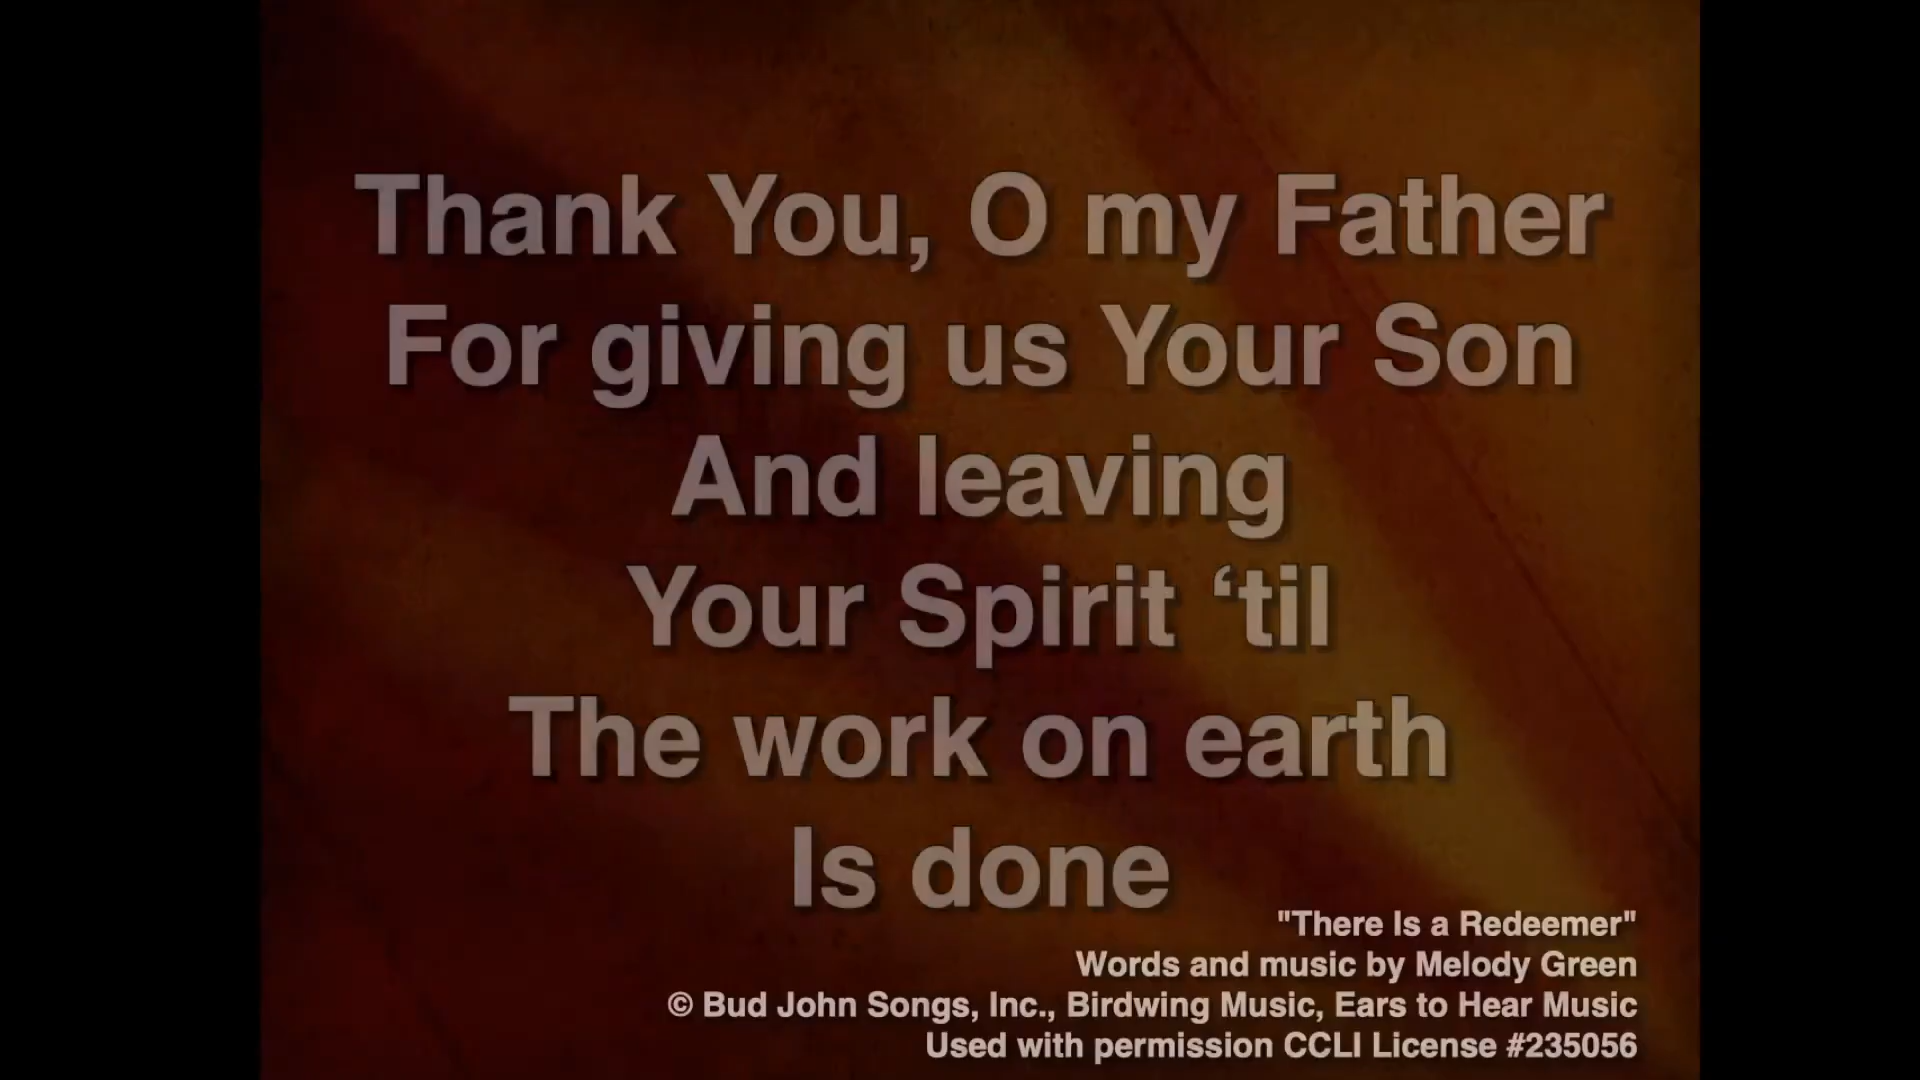 Thank You, O my Father
For giving us Your Son
And leaving
Your Spirit ‘til
The work on earth
Is done
"There Is a Redeemer"
Words and music by Melody Green
© Bud John Songs, Inc., Birdwing Music, Ears to Hear Music
Used with permission CCLI License #235056